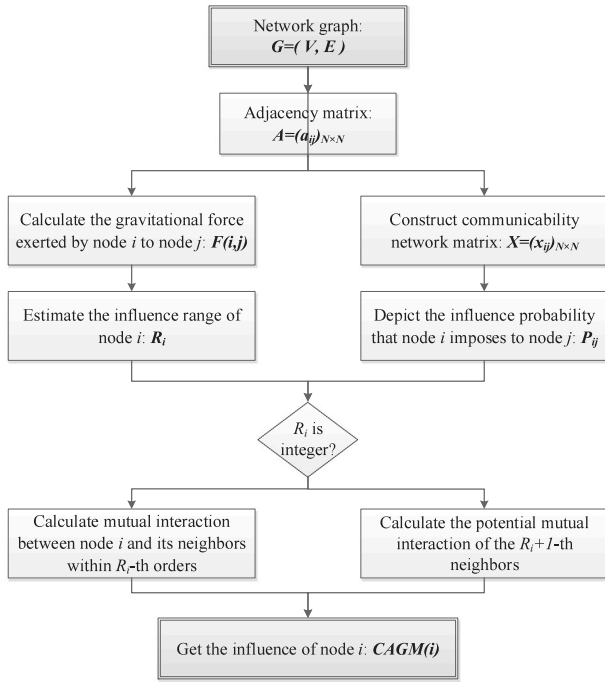 Network graph:
G=( V, E )
Adjacency matrix:
A=(aij)N×N
Calculate the gravitational force
exerted by node i to node j: F(i,j)
Construct communicability
network matrix: X=(xij)N×N
Estimate the influence range of
node i: Ri
Depict the influence probability
that node i imposes to node j: Pij
Ri is
integer?
Calculate mutual interaction
between node i and its neighbors
within Ri-th orders
Calculate the potential mutual
interaction of the Ri+1-th
neighbors
Get the influence of node i: CAGM(i)